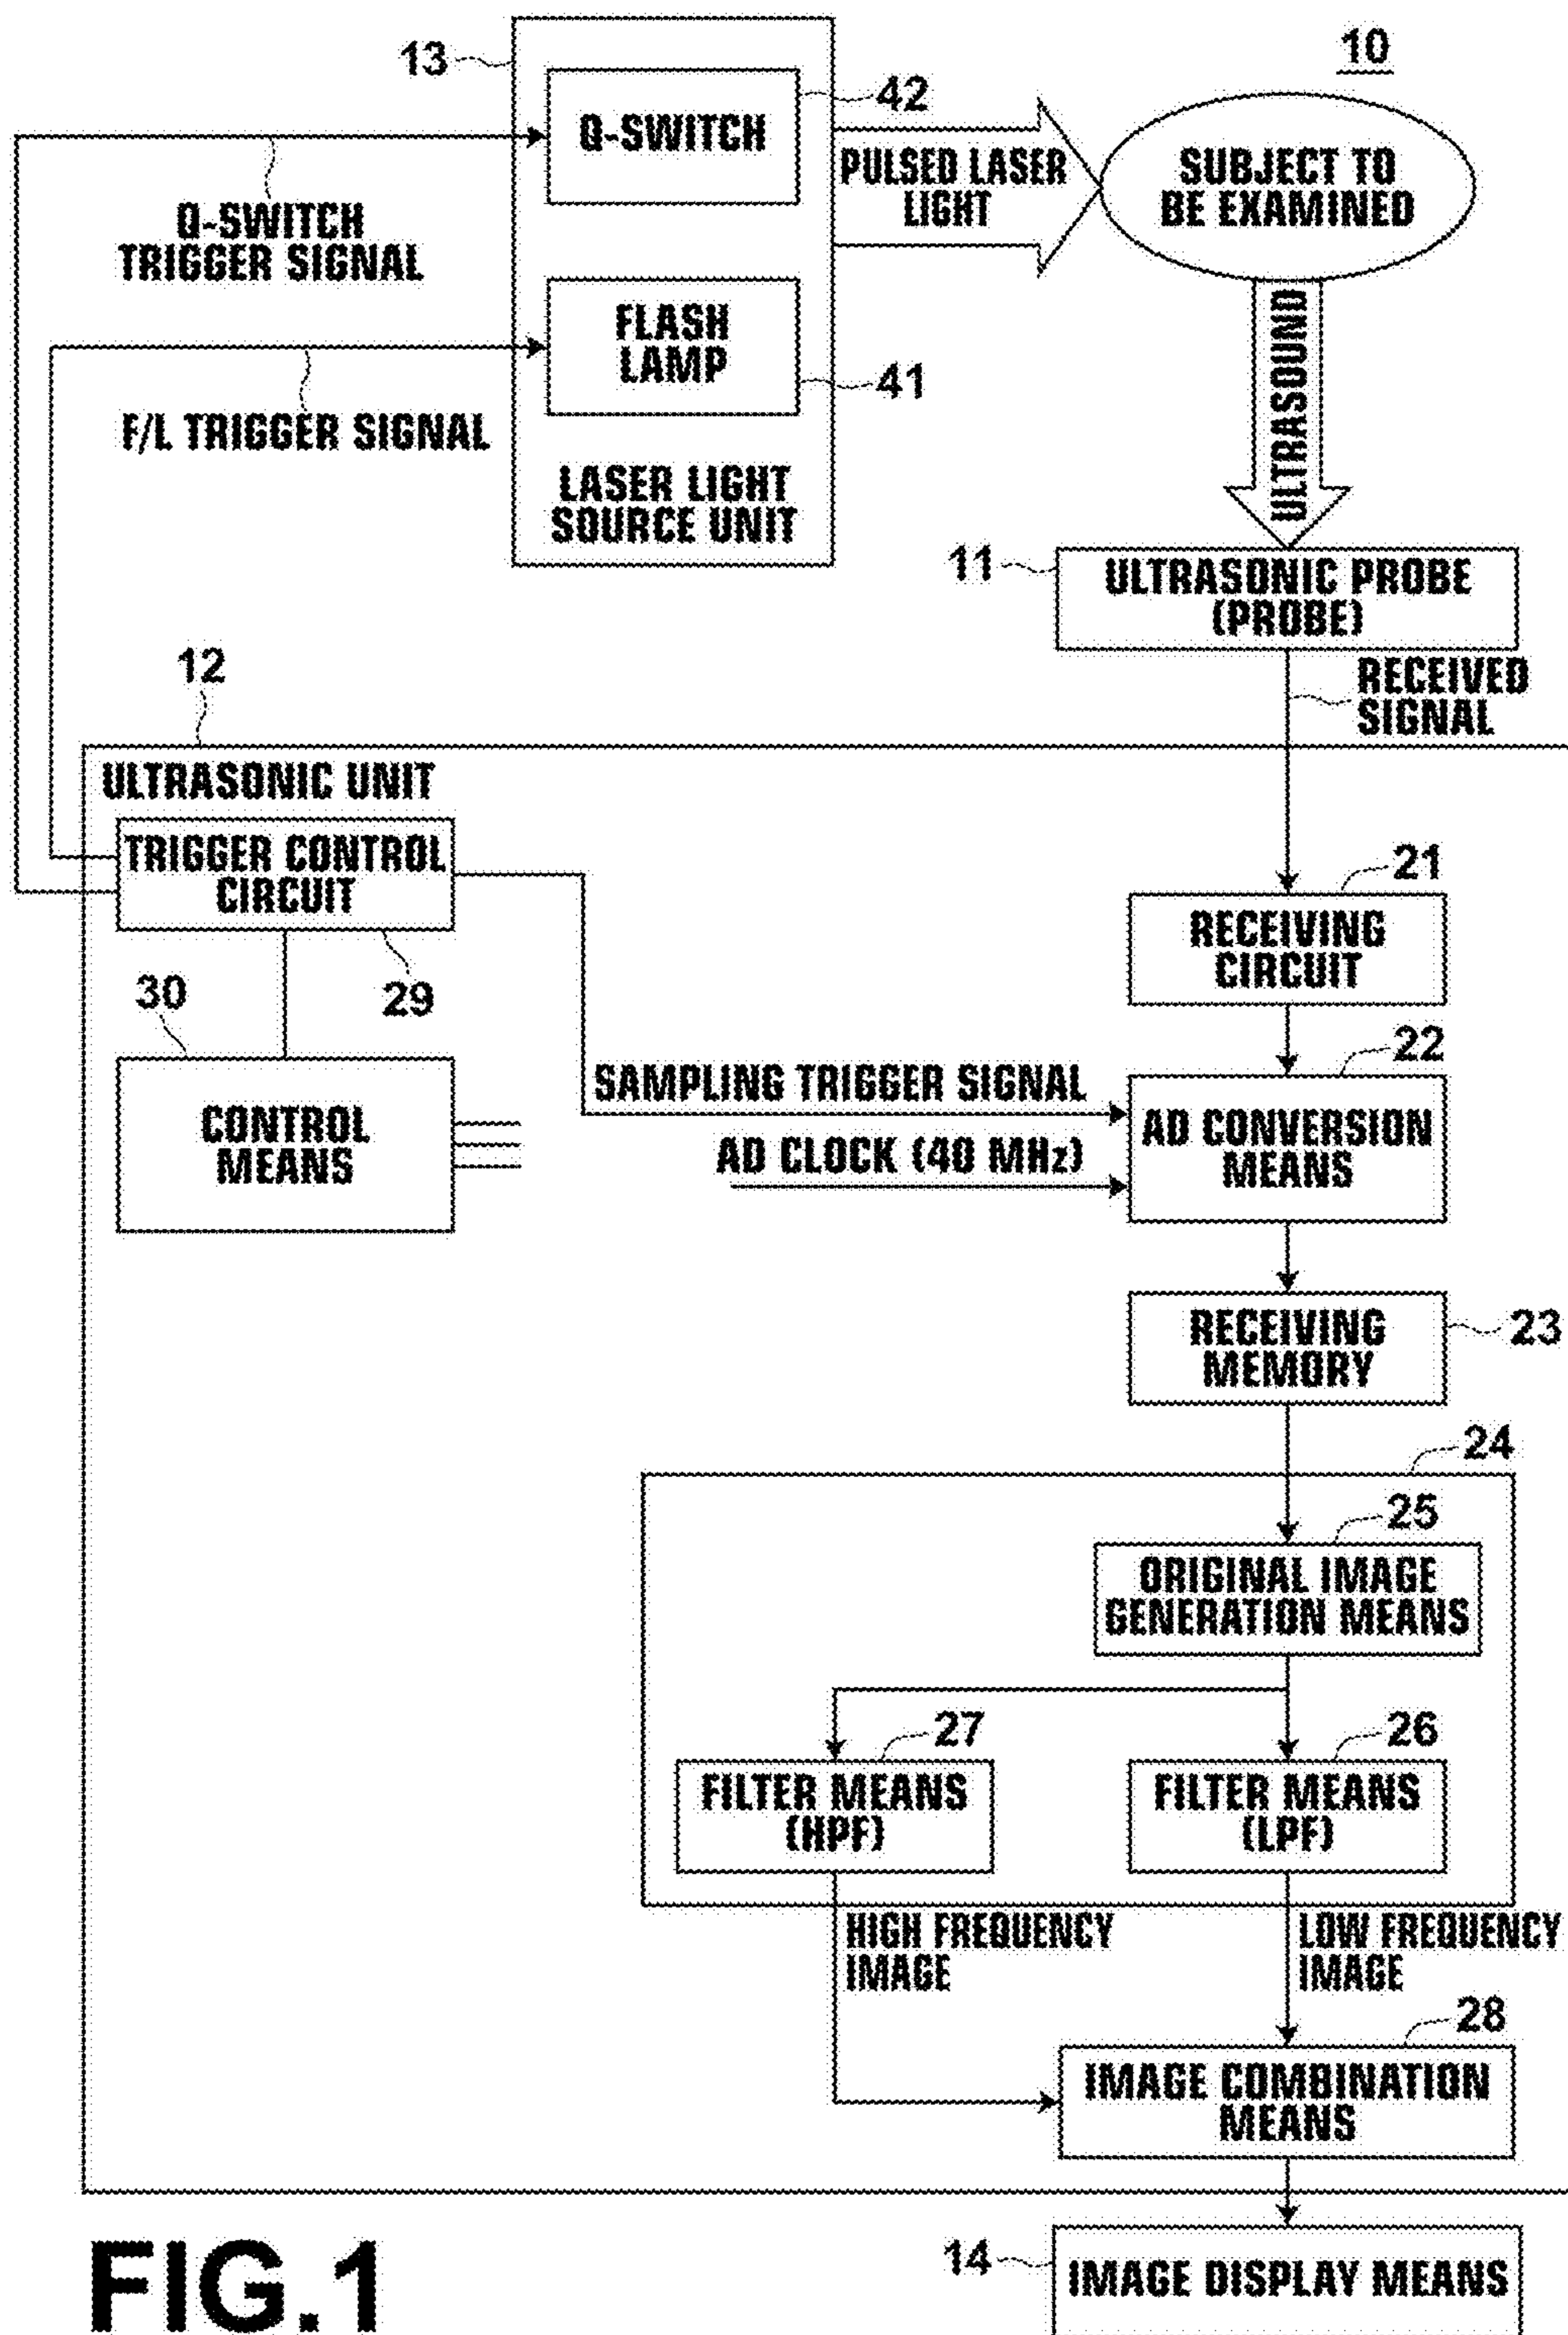 10
13
Q-SWITCH
42
PULSED LASER
LIGHT
SUBJECT TO
BE EXAMINED
Q-SWITCH
TRIGGER SIGNAL
FLASH
LAMP
41
F/L TRIGGER SIGNAL
LASER LIGHT
SOURCE UNIT
ULTRASOUND
11
ULTRASONIC PROBE
(PROBE)
RECEIVED
SIGNAL
12
ULTRASONIC UNIT
TRIGGER CONTROL
CIRCUIT
29
30
CONTROL
MEANS
21
RECEIVING
CIRCUIT
22
SAMPLING TRIGGER SIGNAL
AD CLOCK (40 MHz)
AD CONVERSION
MEANS
RECEIVING
MEMORY
23
24
25
ORIGINAL IMAGE
GENERATION MEANS
27
FILTER MEANS
(HPF)
26
FILTER MEANS
(LPF)
HIGH FREQUENCY
IMAGE
LOW FREQUENCY
IMAGE
28
IMAGE COMBINATION
MEANS
14
IMAGE DISPLAY MEANS
FIG.1